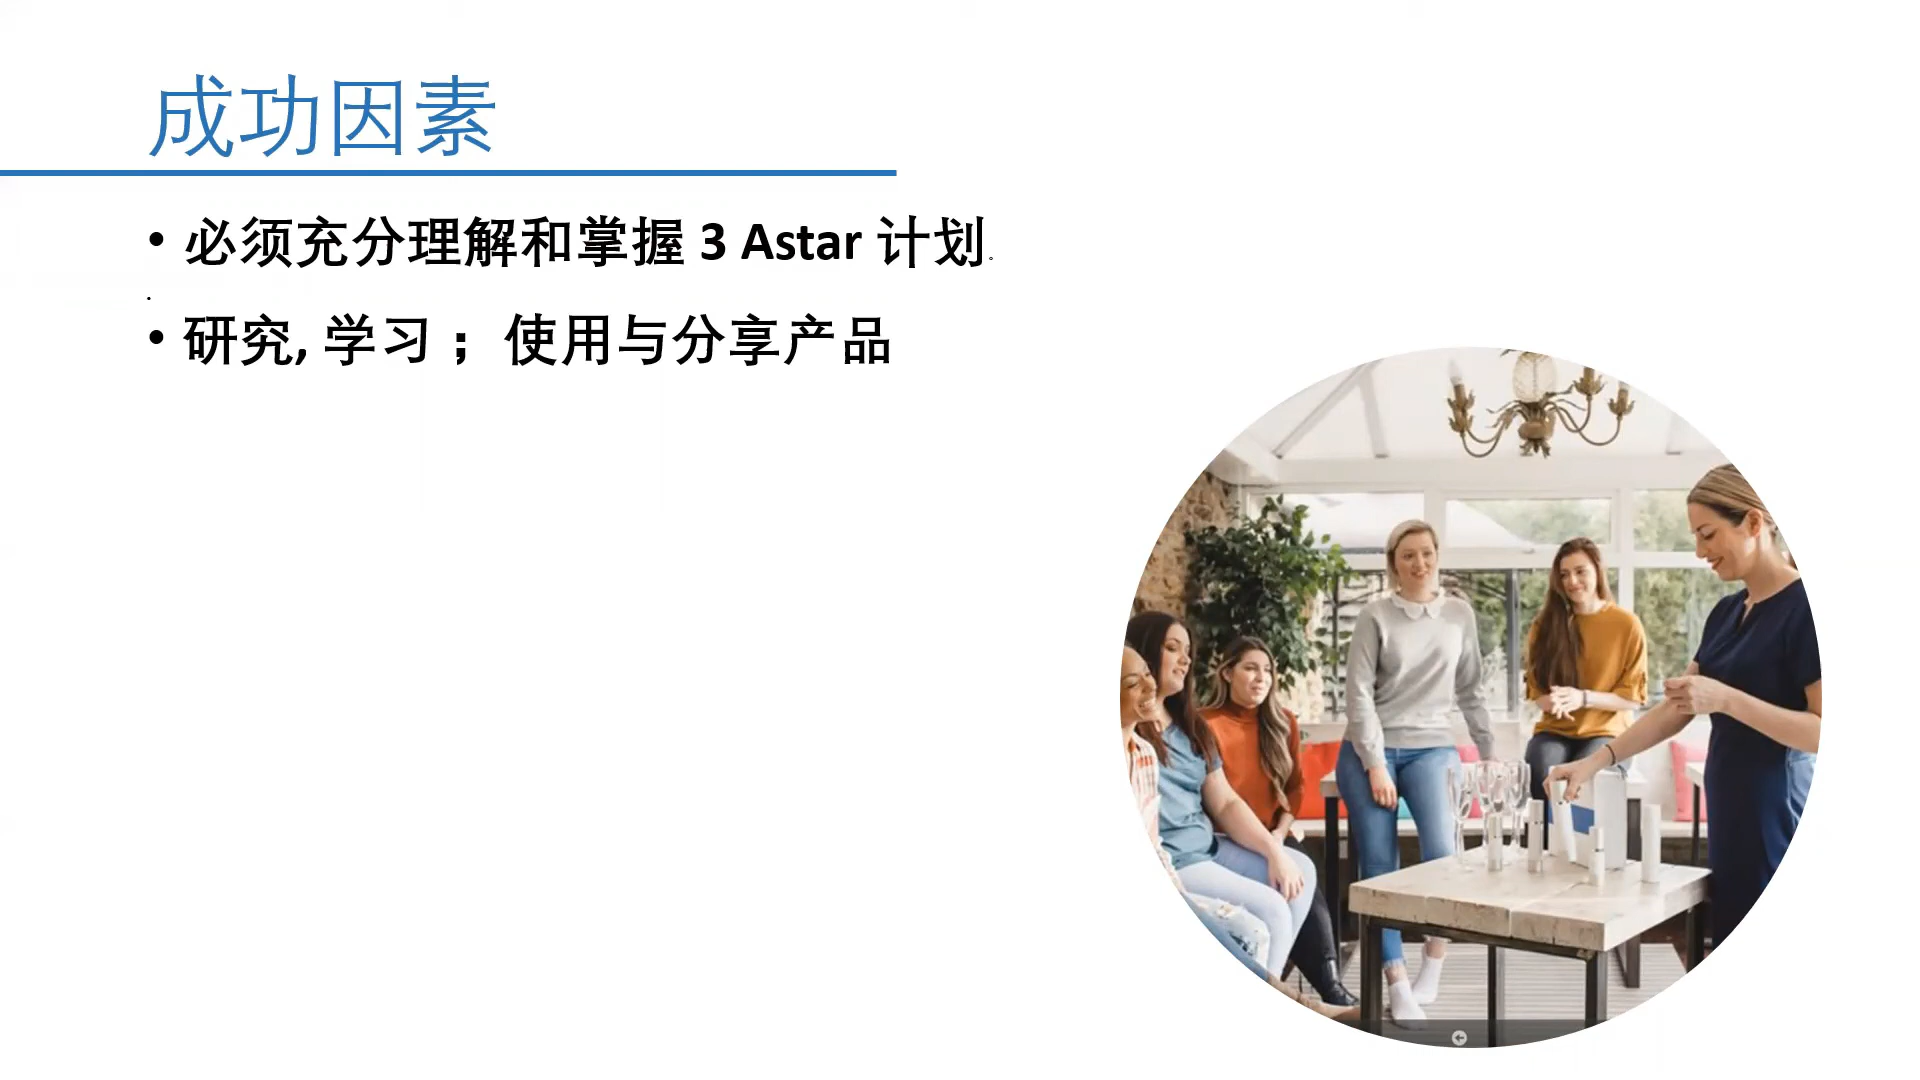 成功因素
• 必须充分理解和掌握 3 Astar 计划.
• 研究, 学习 ; 使用与分享产品